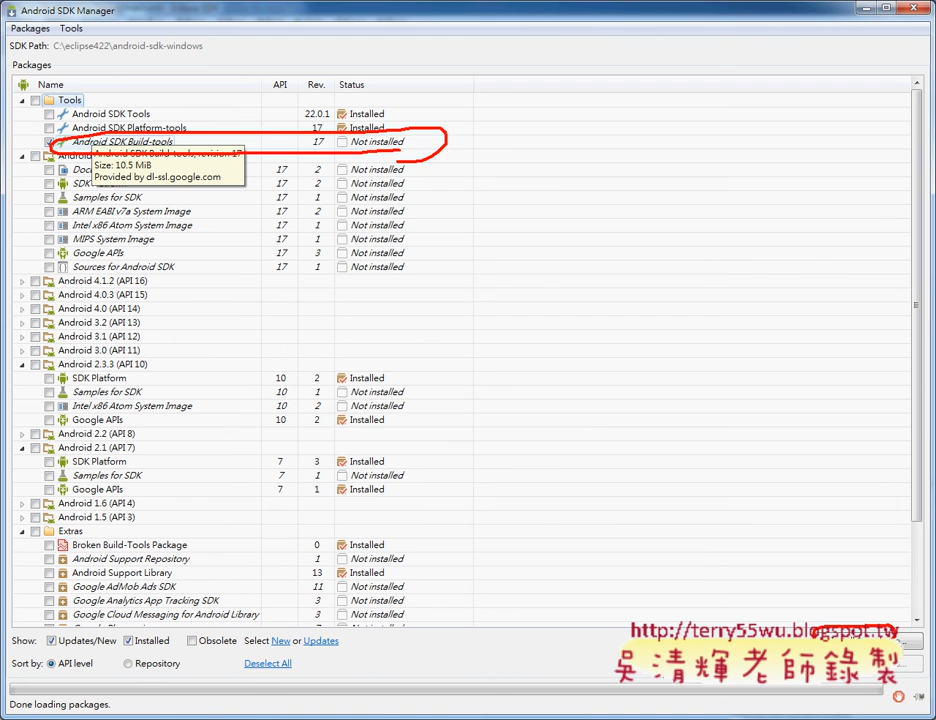 Android SDK Manager
Packages Tools
SDK Path: C:\eclipse422\android-sdk-windows
Packages
Name API Rev. Status
Tools
Android SDK Tools 22.0.1 Installed
Android SDK Platform-tools 17 Installed
Android SDK Build-tools 17 Not installed
Android SDK Build-tools, revision 17
Size: 10.5 MiB
Provided by dl-ssl.google.com
17 2 Not installed
17 2 Not installed
Samples for SDK 17 1 Not installed
ARM EABI v7a System Image 17 2 Not installed
Intel x86 Atom System Image 17 1 Not installed
MIPS System Image 17 1 Not installed
Google APIs 17 3 Not installed
Sources for Android SDK 17 1 Not installed
Android 4.1.2 (API 16)
Android 4.0.3 (API 15)
Android 4.0 (API 14)
Android 3.2 (API 13)
Android 3.1 (API 12)
Android 3.0 (API 11)
Android 2.3.3 (API 10)
SDK Platform 10 2 Installed
Samples for SDK 10 1 Not installed
Intel x86 Atom System Image 10 2 Not installed
Google APIs 10 2 Installed
Android 2.2 (API 8)
Android 2.1 (API 7)
SDK Platform 7 3 Installed
Samples for SDK 7 1 Not installed
Google APIs 7 1 Installed
Android 1.6 (API 4)
Android 1.5 (API 3)
Extras
Broken Build-Tools Package 0 Installed
Android Support Repository 1 Not installed
Android Support Library 13 Installed
Google AdMob Ads SDK 11 Not installed
Google Analytics App Tracking SDK 3 Not installed
Google Cloud Messaging for Android Library 3 Not installed
Show: Updates/New Installed Obsolete Select New or Updates
Sort by: API level Repository Deselect All
http://terry55wu.blogspot.tw
吳清輝老師錄製
Done loading packages.